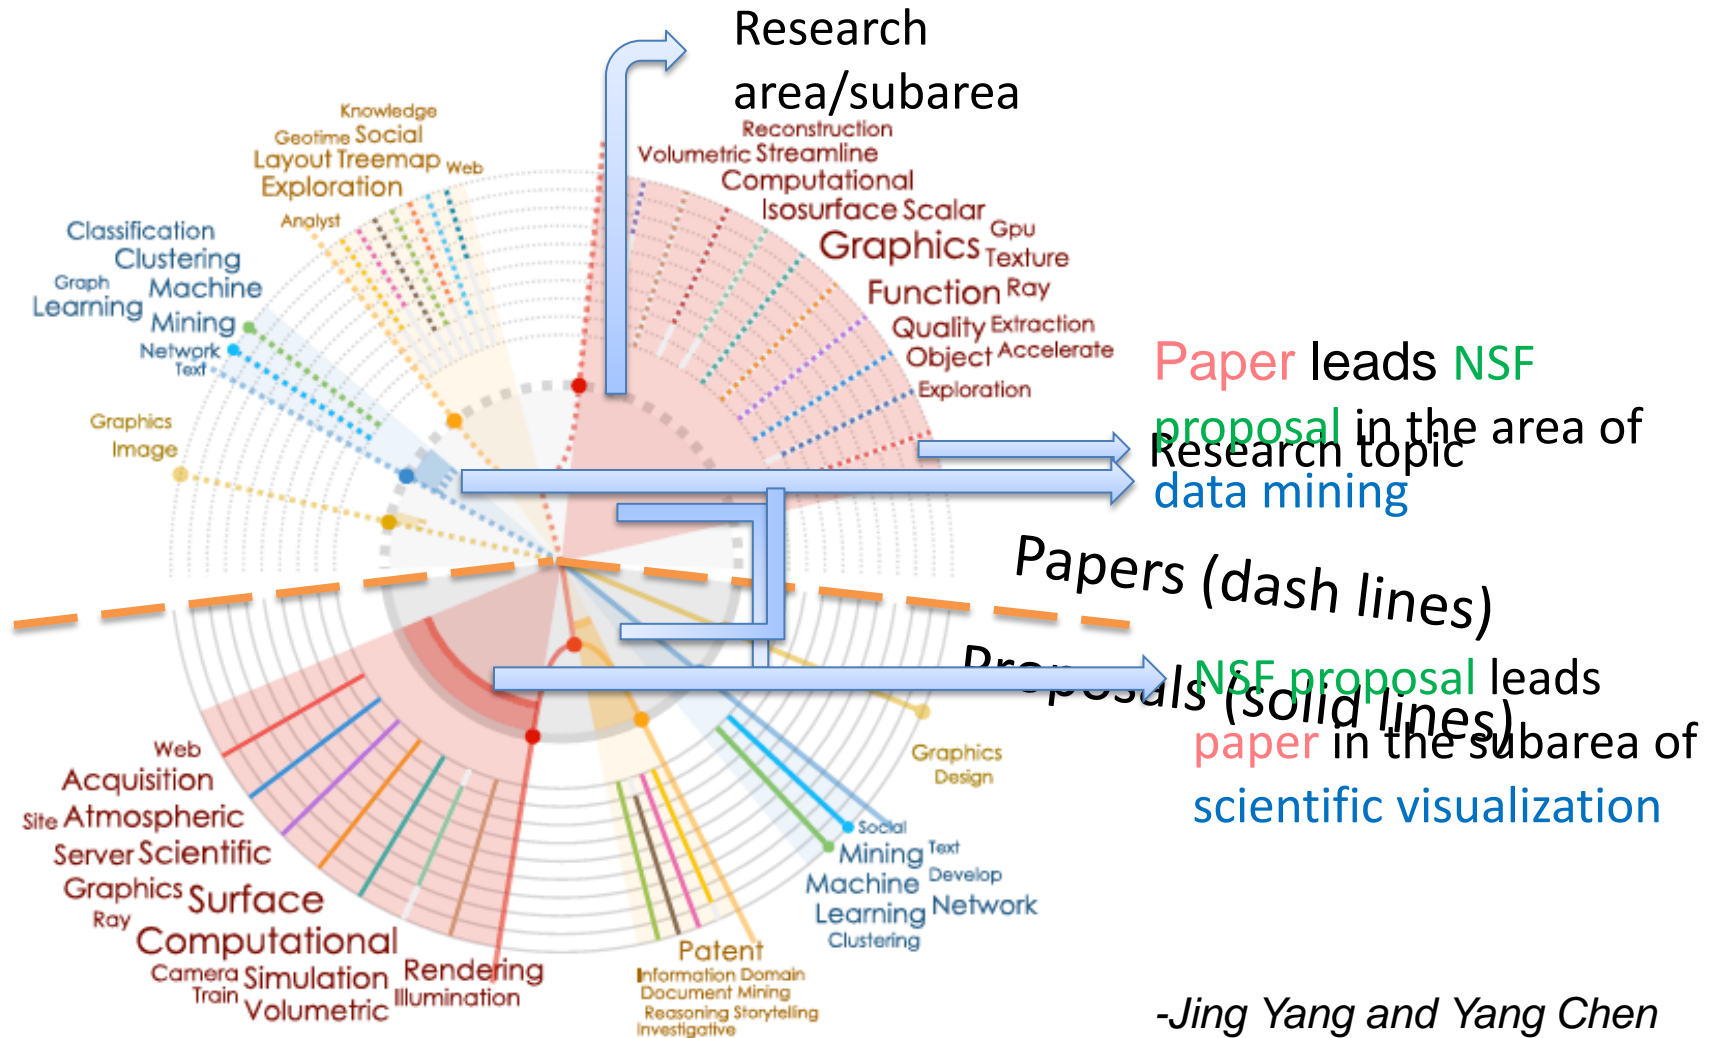 Research
area/subarea
Knowledge
Geotime Social
Layout Treemap Web
Exploration
Analyst
Classification
Clustering
Graph Machine
Learning
Mining
Network
Text
Graphics
Image
Reconstruction
Volumetric Streamline
Computational
Isosurface Scalar
Graphics Gpu
Texture
Function Ray
Quality Extraction
Object Accelerate
Exploration
Paper leads NSF
proposal in the area of
data mining
Research topic
Papers (dash lines)
Proposals (solid lines)
NSF proposal leads
paper in the subarea of
scientific visualization
Web
Acquisition
Site Atmospheric
Server Scientific
Graphics Surface
Ray
Computational
Camera Simulation Rendering
Train Volumetric Illumination
Graphics
Design
Social
Mining Text
Machine Develop
Learning Network
Clustering
Patent
Information Domain
Document Mining
Reasoning Storytelling
Investigative
-Jing Yang and Yang Chen